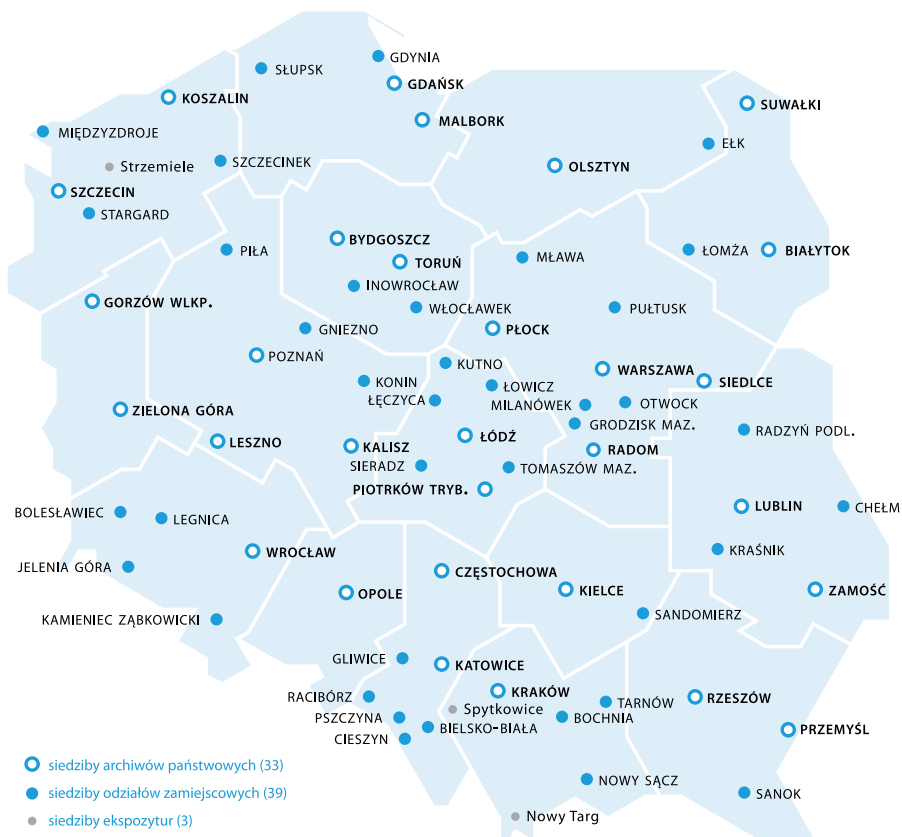 GDYNIA
SŁUPSK
GDAŃSK
KOSZALIN
SUWAŁKI
MALBORK
MIĘDZYZDROJE
EŁK
SZCZECINEK
Strzemiele
OLSZTYN
SZCZECIN
STARGARD
BYDGOSZCZ
PIŁA
ŁOMŻA
BIAŁYTOK
MŁAWA
TORUŃ
INOWROCŁAW
GORZÓW WLKP.
WŁOCŁAWEK
PUŁTUSK
GNIEZNO
PŁOCK
POZNAŃ
KUTNO
WARSZAWA
SIEDLCE
KONIN
ŁOWICZ
ŁĘCZYCA
MILANÓWEK
OTWOCK
ZIELONA GÓRA
GRODZISK MAZ.
RADZYŃ PODL.
LESZNO
ŁÓDŹ
KALISZ
RADOM
SIERADZ
TOMASZÓW MAZ.
PIOTRKÓW TRYB.
BOLESŁAWIEC
LEGNICA
LUBLIN
CHEŁM
WROCŁAW
KRAŚNIK
JELENIA GÓRA
CZĘSTOCHOWA
OPOLE
KIELCE
ZAMOŚĆ
KAMIENIEC ZĄBKOWICKI
SANDOMIERZ
GLIWICE
KATOWICE
RACIBÓRZ
KRAKÓW
RZESZÓW
TARNÓW
Spytkowice
PSZCZYNA
BOCHNIA
BIELSKO-BIAŁA
PRZEMYŚL
CIESZYN
siedziby archiwów państwowych (33)
NOWY SĄCZ
siedziby odziałów zamiejscowych (39)
SANOK
siedziby ekspozytur (3)
Nowy Targ